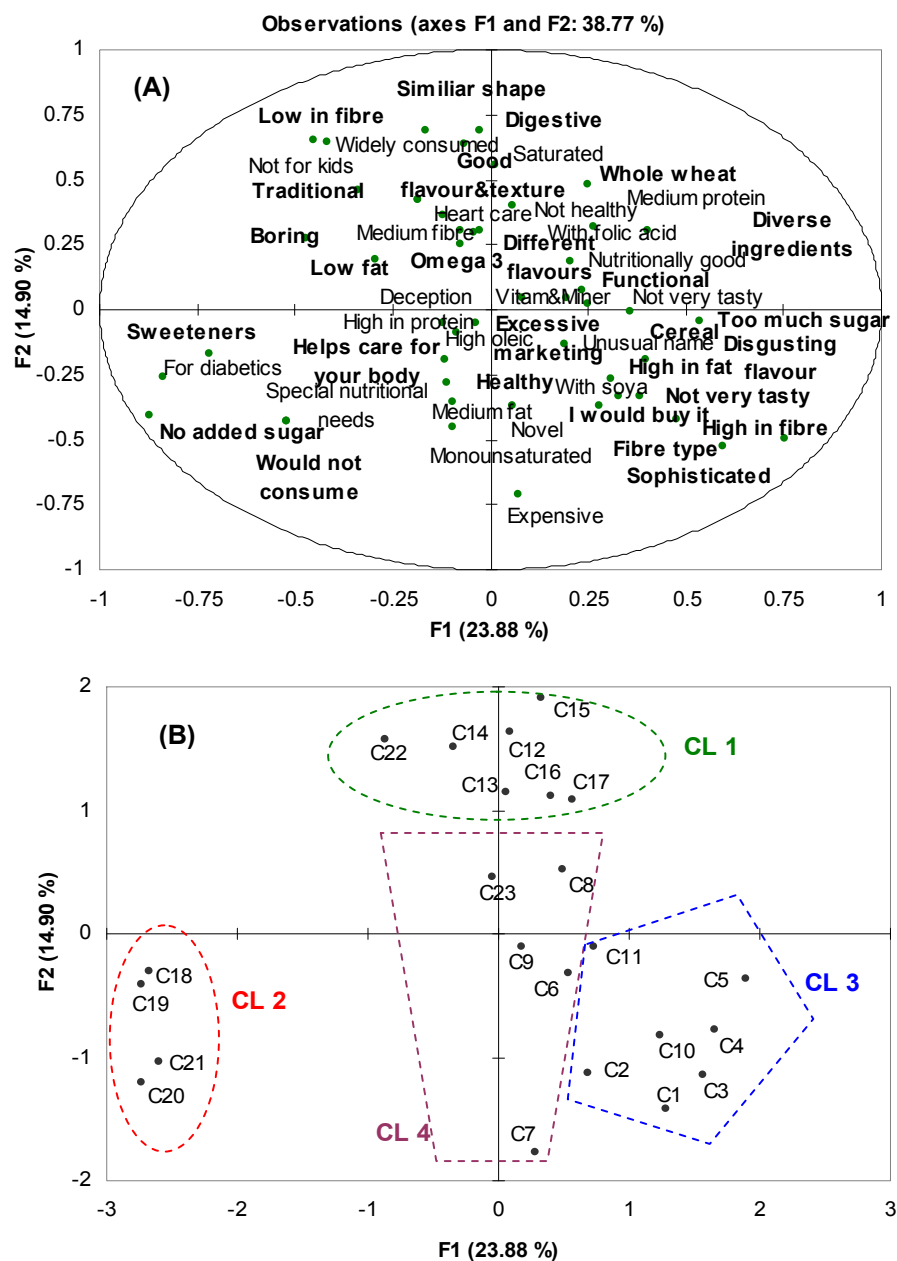 Observations (axes F1 and F2: 38.77 %)
1
(A)
Similiar shape
0.75
Low in fibre
Digestive
Widely consumed
Good
Saturated
Not for kids
Whole wheat
0.5
Traditional
flavour&texture
Medium protein
Heart care
Not healthy
Diverse
Boring
Medium fibre
Different
With folic acid
ingredients
0.25
Low fat
Omega 3
flavours
Nutritionally good
Functional
Deception
Vitam&Miner
Not very tasty
0
High in protein
Excessive
Cereal
Too much sugar
Sweeteners
High oleic
marketing
Unusual name
Disgusting
Helps care for
For diabetics
High in fat
flavour
-0.25
your body
Healthy
With soya
Not very tasty
Special nutritional
needs
Medium fat
Novel
I would buy it
High in fibre
No added sugar
Monounsaturated
Fibre type
-0.5
Would not
consume
Sophisticated
-0.75
Expensive
-1
-1 -0.75 -0.5 -0.25 0 0.25 0.5 0.75 1
F1 (23.88 %)
F2 (14.90 %)
2
(B)
C15
C14
C22
C12
CL 1
C16
C13
C17
1
C23
C8
0
C9
C11
C6
C5
CL 3
C18
C19
CL 2
C10
C4
-1
C21
C2
C20
C1
C3
CL 4
C7
-2
-3 -2 -1 0 1 2 3
F1 (23.88 %)
F2 (14.90 %)